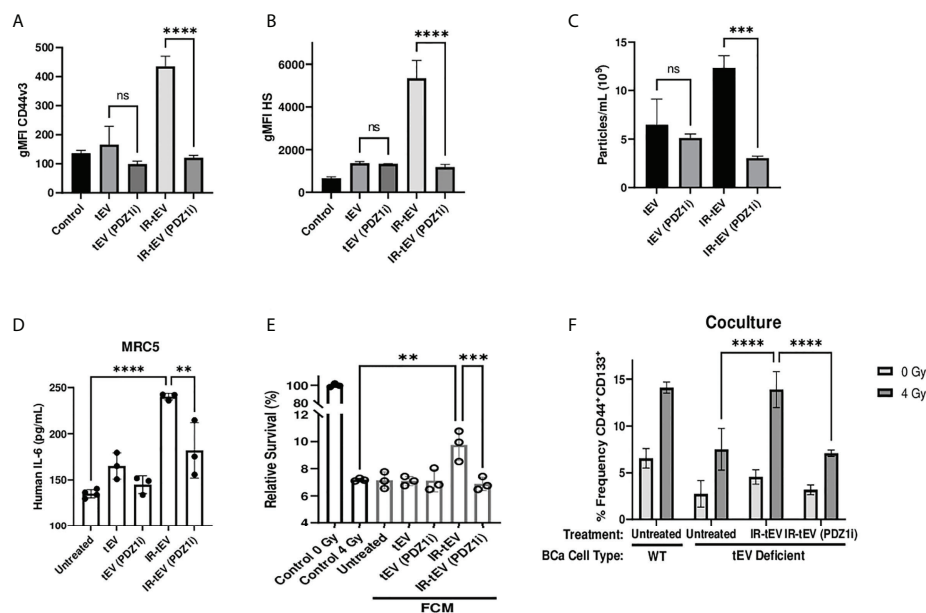 A
gMFI CD44v3
500
400
300
200
100
0
ns
****
Control
tEV
tEV (PDZ1i)
IR-tEV
IR-tEV (PDZ1i)
B
gMFI HS
6000
4000
2000
0
ns
****
Control
tEV
tEV (PDZ1i)
IR-tEV
IR-tEV (PDZ1i)
C
Particles/mL (10⁹)
15
10
5
0
ns
***
tEV
tEV (PDZ1i)
IR-tEV
IR-tEV (PDZ1i)
D
MRC5
Human IL-6 (pg/mL)
250
200
150
100
****
**
Untreated
tEV
tEV (PDZ1i)
IR-tEV
IR-tEV (PDZ1i)
E
Relative Survival (%)
100
80
12
10
8
6
4
**
***
Control 0 Gy
Control 4 Gy
Untreated
tEV
tEV (PDZ1i)
IR-tEV
IR-tEV (PDZ1i)
FCM
F
Coculture
% Frequency CD44⁺CD133⁺
15
10
5
0
****
****
0 Gy
4 Gy
Treatment: Untreated Untreated IR-tEV IR-tEV (PDZ1i)
BCa Cell Type: WT tEV Deficient